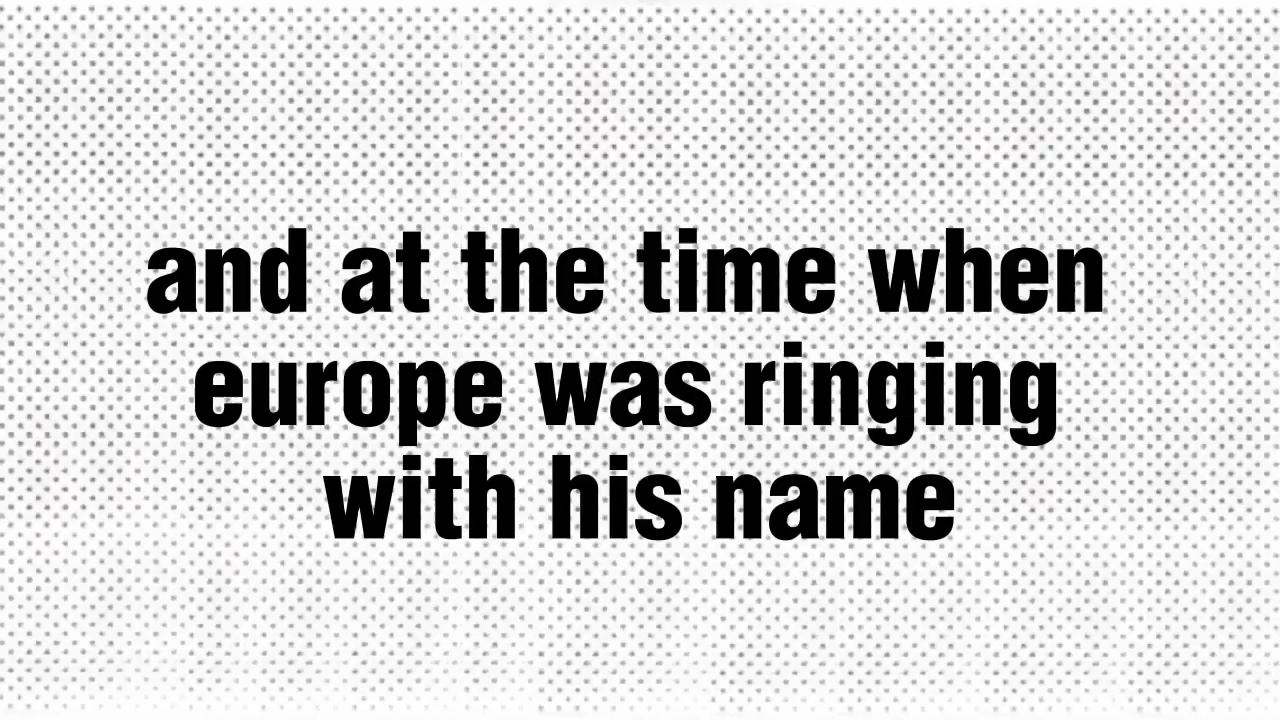 and at the time when
europe was ringing
with his name